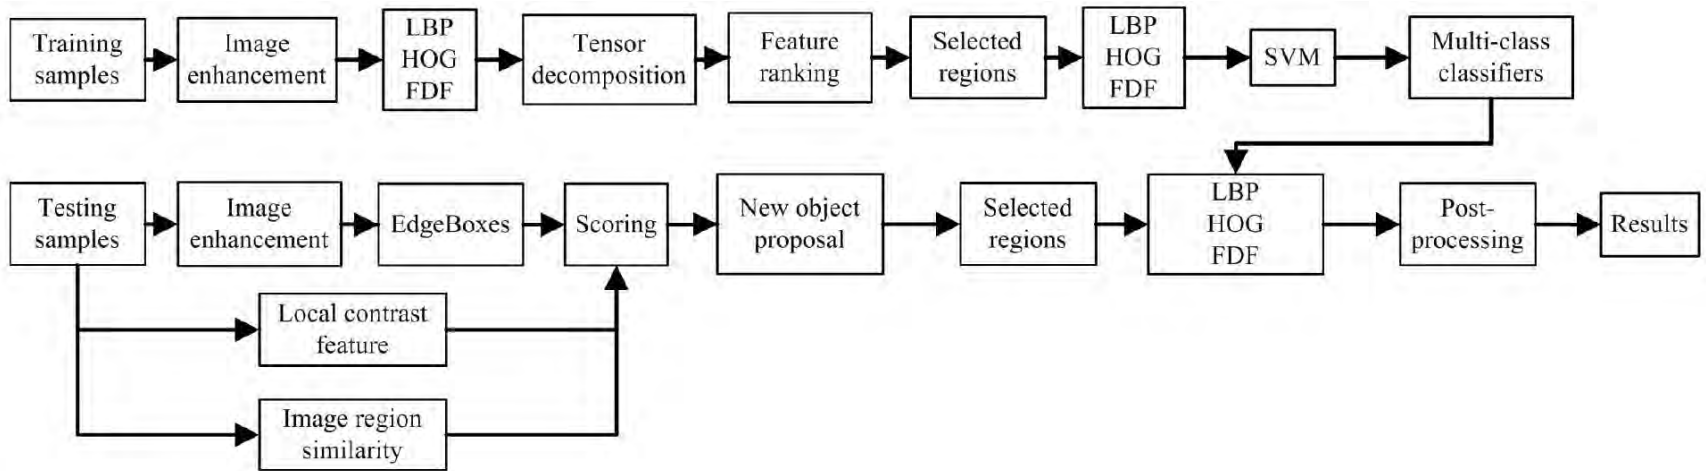 Training
samples
Image
enhancement
LBP
HOG
FDF
Tensor
decomposition
Feature
ranking
Selected
regions
LBP
HOG
FDF
SVM
Multi-class
classifiers
Testing
samples
Image
enhancement
EdgeBoxes
Scoring
New object
proposal
Selected
regions
LBP
HOG
FDF
Post-
processing
Results
Local contrast
feature
Image region
similarity